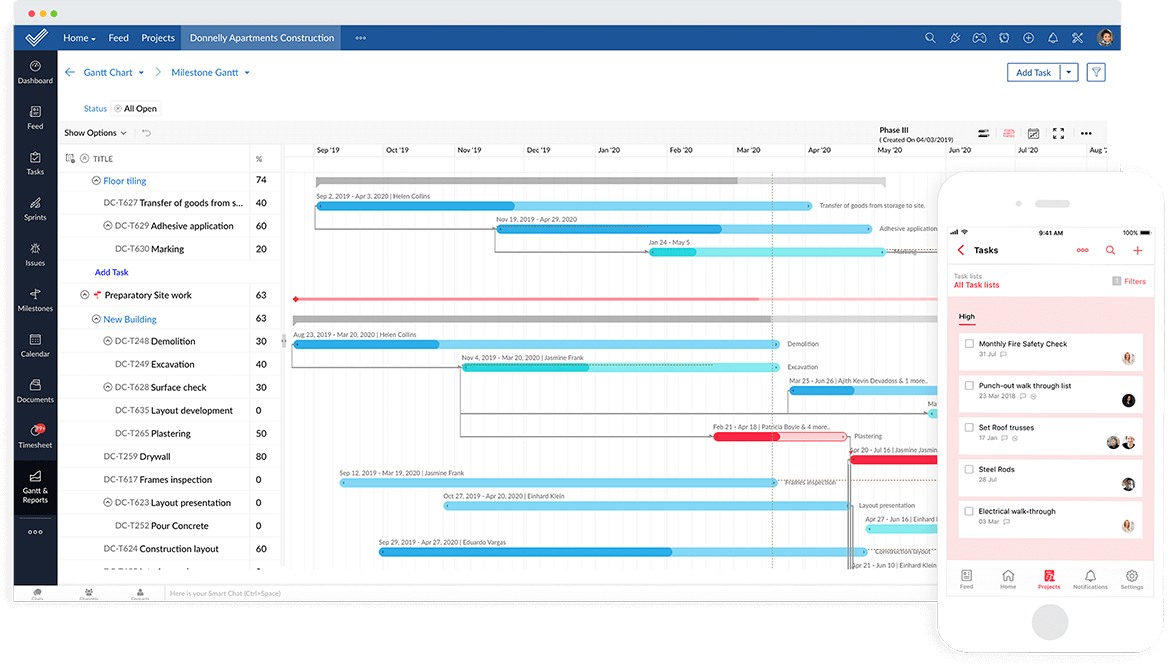 Home Feed Projects Donnelly Apartments Construction
Dashboard
Feed
Tasks
Sprints
Issues
Milestones
Calendar
Documents
99+
Timesheet
Gantt &
Reports
Gantt Chart Milestone Gantt
Add Task
Status All Open
Show Options
Phase III
( Created On 04/03/2019)
TITLE %
Sep '19 Oct '19 Nov '19 Dec '19 Jan '20 Feb '20 Mar '20 Apr '20 May '20 Jun '20 Jul '20 Aug '2
Floor tiling 74
Sep 2, 2019 - Apr 3, 2020 | Helen Collins
DC-T627 Transfer of goods from s... 40
Transfer of goods from storage to site.
Nov 19, 2019 - Apr 29, 2020
DC-T629 Adhesive application 60
Adhesive application
Jan 24 - May 5
DC-T630 Marking 20
Marking
Add Task
Preparatory Site work 63
New Building 63
Aug 23, 2019 - Mar 20, 2020 | Helen Collins
DC-T248 Demolition 30
Demolition
Nov 4, 2019 - Mar 20, 2020 | Jasmine Frank
DC-T249 Excavation 40
Excavation
Mar 25 - Jun 26 | Ajith Kevin Devadoss & 1 more..
DC-T628 Surface check 30
Ma
DC-T635 Layout development 0
Feb 21 - Apr 18 | Patricia Boyle & 4 more..
DC-T265 Plastering 50
Plastering
Apr 20 - Jul 16 | Jasmine Jasmin
DC-T259 Drywall 80
Sep 12, 2019 - Mar 19, 2020 | Jasmine Frank
DC-T617 Frames inspection 0
Frames inspection
Oct 27, 2019 - Apr 20, 2020 | Einhard Klein
DC-T623 Layout presentation 0
Layout presentation
Apr 27 - Jun 16 | Einhard
DC-T252 Pour Concrete 0
Sep 29, 2019 - Apr 27, 2020 | Eduardo Vargas
DC-T624 Construction layout 60
Construction layout
Apr 21 - Jun 10 | Einhard Klein
Chats Channels Contacts Here is your Smart Chat (Ctrl+Space)
9:41 AM 100%
Tasks
Task lists
All Task lists
1 Filters
High
Monthly Fire Safety Check
31 Jul
Punch-out walk through list
23 Mar 2018
Set Roof trusses
17 Jan
Steel Rods
28 Jul
Electrical walk-through
03 Mar
Feed Home Projects Notifications Settings